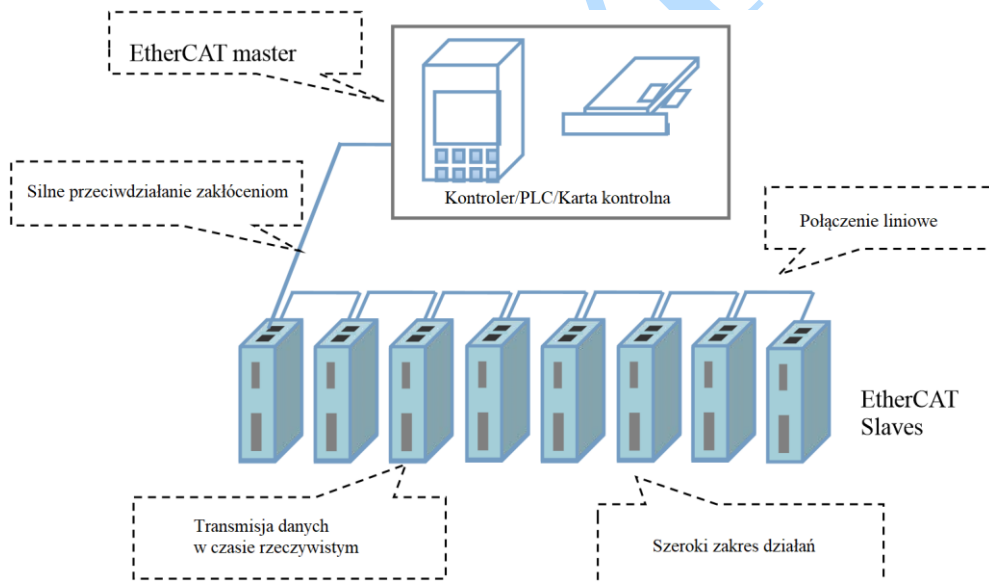 EtherCAT master
Kontroler/PLC/Karta kontrolna
Silne przeciwdziałanie zakłóceniom
Połączenie liniowe
EtherCAT
Slaves
Transmisja danych
w czasie rzeczywistym
Szeroki zakres działań